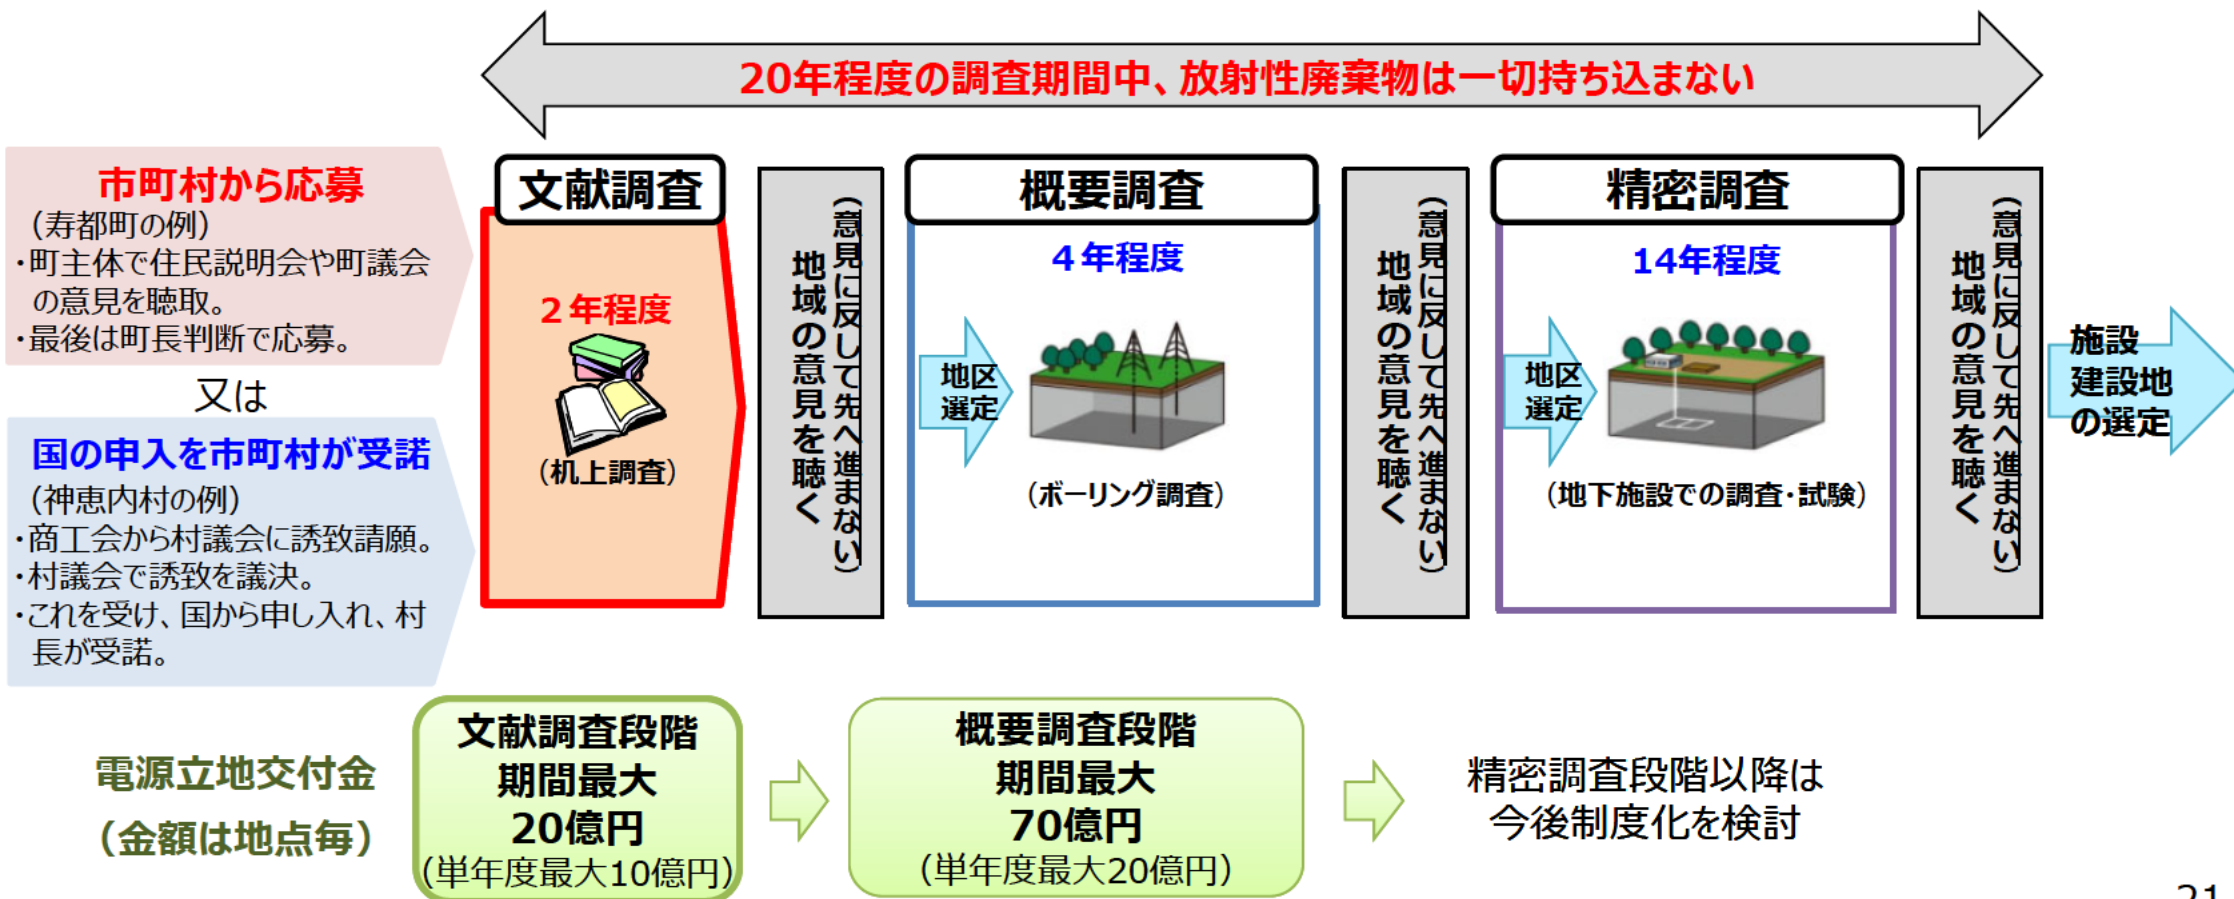 20年程度の調査期間中、放射性廃棄物は一切持ち込まない
市町村から応募
(寿都町の例)
・町主体で住民説明会や町議会
の意見を聴取。
・最後は町長判断で応募。
又は
国の申入を市町村が受諾
(神恵内村の例)
・商工会から村議会に誘致請願。
・村議会で誘致を議決。
・これを受け、国から申し入れ、村
長が受諾。
文献調査
2年程度
(机上調査)
地域の意見を聴く
(意見に反して先へ進まない)
概要調査
4年程度
地区
選定
(ボーリング調査)
地域の意見を聴く
(意見に反して先へ進まない)
精密調査
14年程度
地区
選定
(地下施設での調査・試験)
地域の意見を聴く
(意見に反して先へ進まない)
施設
建設地
の選定
電源立地交付金
(金額は地点毎)
文献調査段階
期間最大
20億円
(単年度最大10億円)
概要調査段階
期間最大
70億円
(単年度最大20億円)
精密調査段階以降は
今後制度化を検討
21